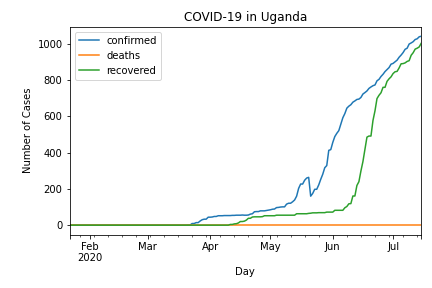 COVID-19 in Uganda
confirmed
deaths
recovered
Number of Cases
1000
800
600
400
200
0
Feb Mar Apr May Jun Jul
2020
Day